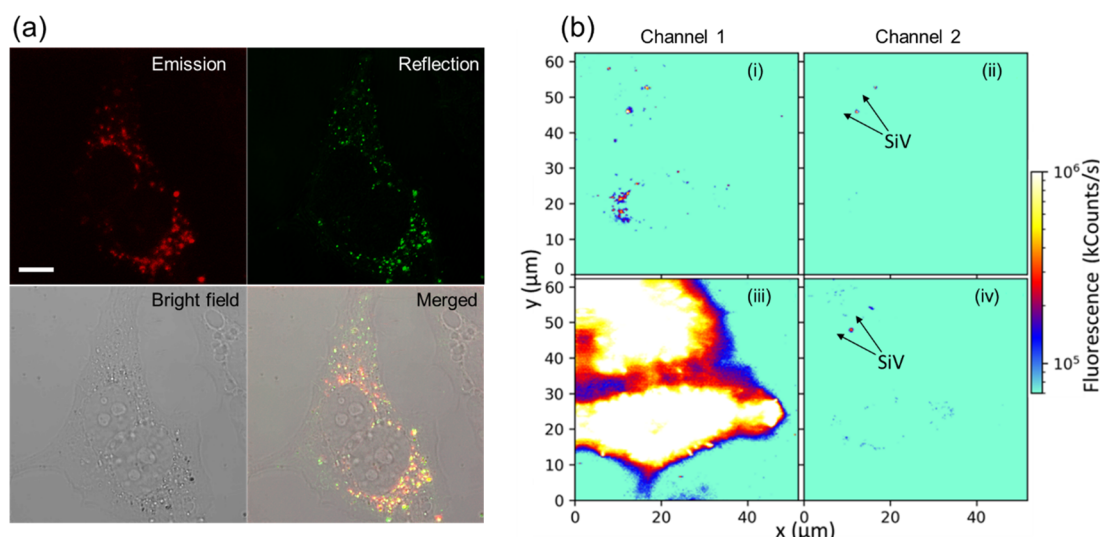 (a)
Emission
Reflection
Bright field
Merged
(b)
Channel 1
Channel 2
(i)
(ii)
SiV
(iii)
(iv)
SiV
60
50
40
30
20
10
0
60
50
40
30
20
10
0
y (μm)
0
20
40
0
20
40
x (μm)
10⁶
10⁵
Fluorescence (kCounts/s)